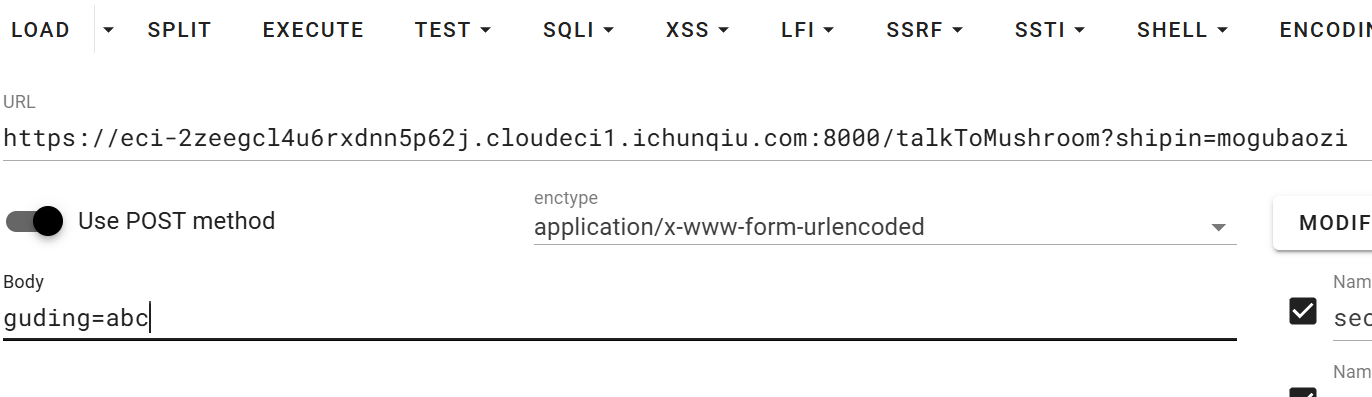 LOAD SPLIT EXECUTE TEST SQLI XSS LFI SSRF SSTI SHELL ENCODIN
URL
https://eci-2zeegcl4u6rxdnn5p62j.cloudeci1.ichunqiu.com:8000/talkToMushroom?shipin=mogubaozi
enctype
Use POST method application/x-www-form-urlencoded MODIF
Body Nam
guding=abc sec
Nam